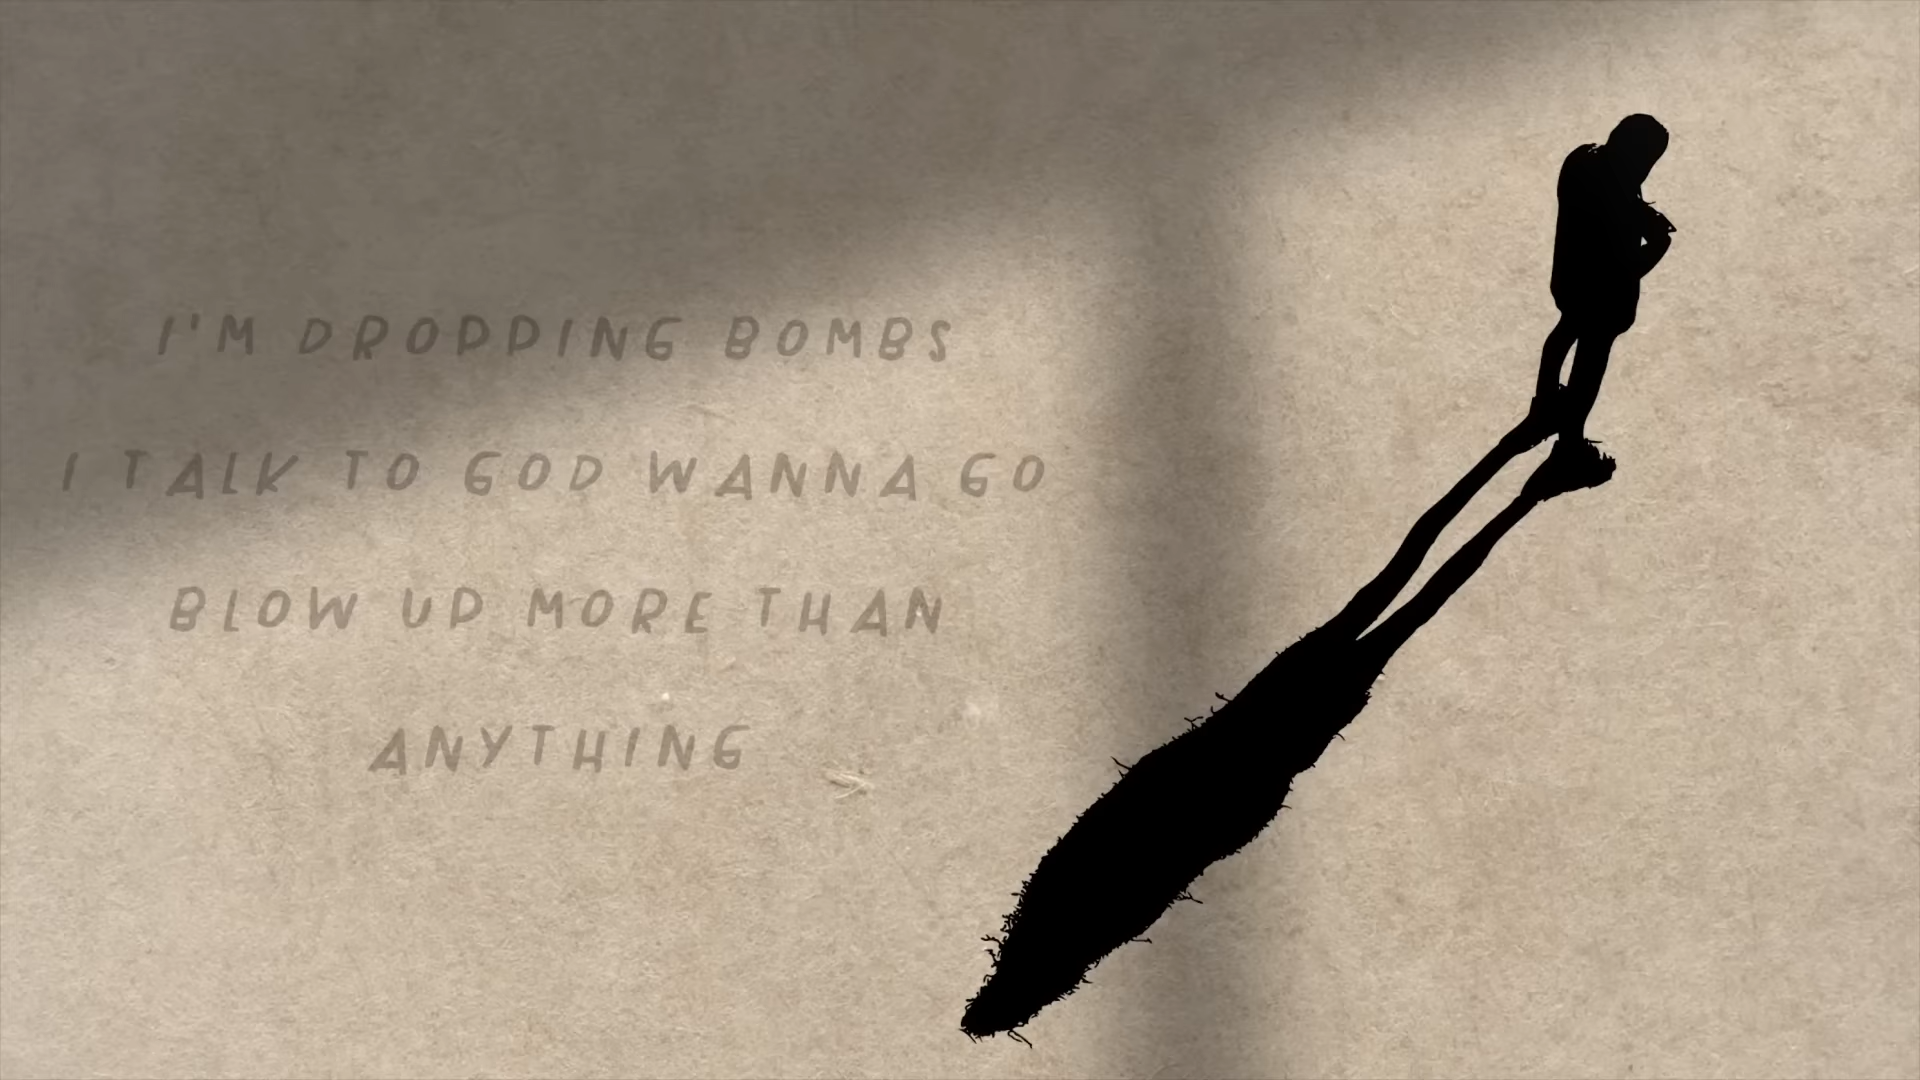 I'M DROPPING BOMBS
I TALK TO GOD WANNA GO
BLOW UP MORE THAN
ANYTHING